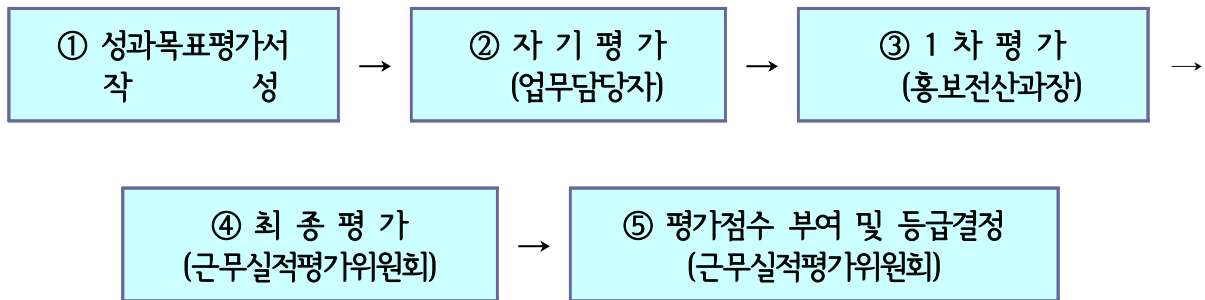 ① 성과목표평가서
작 성
→
② 자 기 평 가
(업무담당자)
→
③ 1 차 평 가
(홍보전산과장)
→
④ 최 종 평 가
(근무실적평가위원회)
→
⑤ 평가점수 부여 및 등급결정
(근무실적평가위원회)